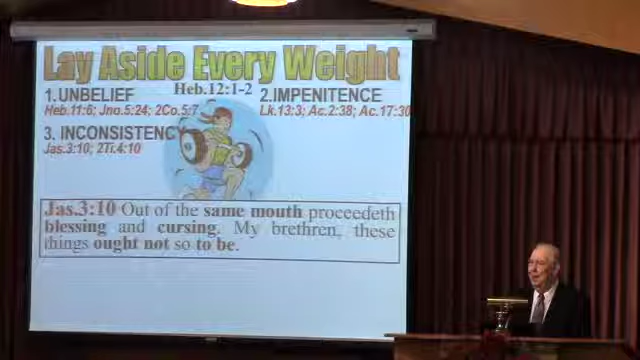 Lay Aside Every Weight
Heb.12:1-2
1.UNBELIEF
Heb.11:6; Jno.5:24; 2Co.5:7
2.IMPENITENCE
Lk.13:3; Ac.2:38; Ac.17:30
3. INCONSISTENCY
Jas.3:10; 2Ti.4:10
Jas.3:10 Out of the same mouth proceedeth
blessing and cursing. My brethren, these
things ought not so to be.